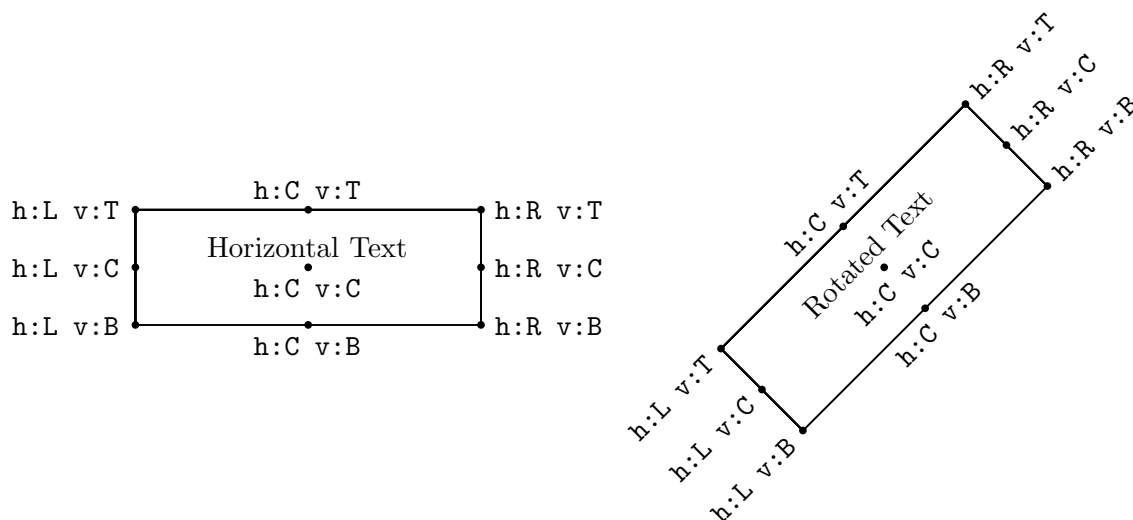 h:C v:T
h:L v:T
h:R v:T
Horizontal Text
h:L v:C
h:R v:C
h:C v:C
h:L v:B
h:R v:B
h:C v:B
h:R v:T
h:R v:C
h:R v:B
h:C v:T
Rotated Text
h:C v:C
h:C v:B
h:L v:T
h:L v:C
h:L v:B